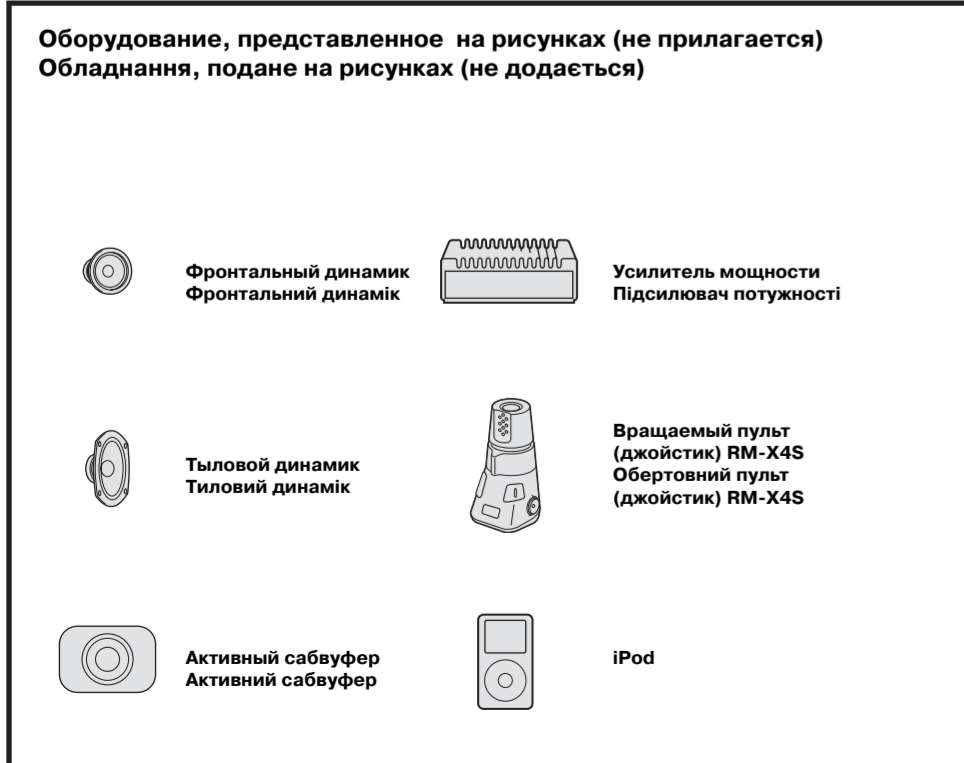 Оборудование, представленное на рисунках (не прилагается)
Обладнання, подане на рисунках (не додається)
Фронтальный динамик
Фронтальний динамік
Усилитель мощности
Підсилювач потужності
Тыловой динамик
Тиловий динамік
Вращаемый пульт
(джойстик) RM-X4S
Обертовний пульт
(джойстик) RM-X4S
Активный сабвуфер
Активний сабвуфер
iPod